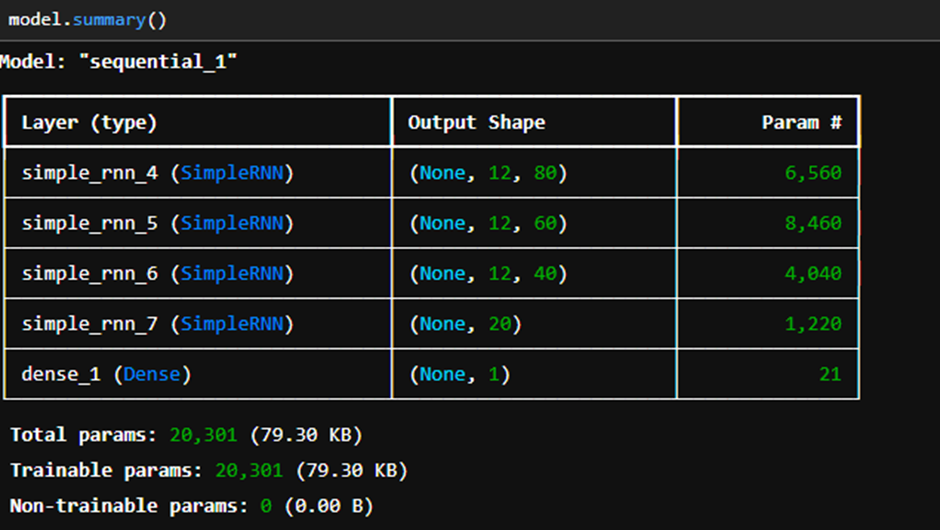 model.summary()
Model: "sequential_1"
Layer (type) Output Shape Param #
simple_rnn_4 (SimpleRNN) (None, 12, 80) 6,560
simple_rnn_5 (SimpleRNN) (None, 12, 60) 8,460
simple_rnn_6 (SimpleRNN) (None, 12, 40) 4,040
simple_rnn_7 (SimpleRNN) (None, 20) 1,220
dense_1 (Dense) (None, 1) 21
Total params: 20,301 (79.30 KB)
Trainable params: 20,301 (79.30 KB)
Non-trainable params: 0 (0.00 B)